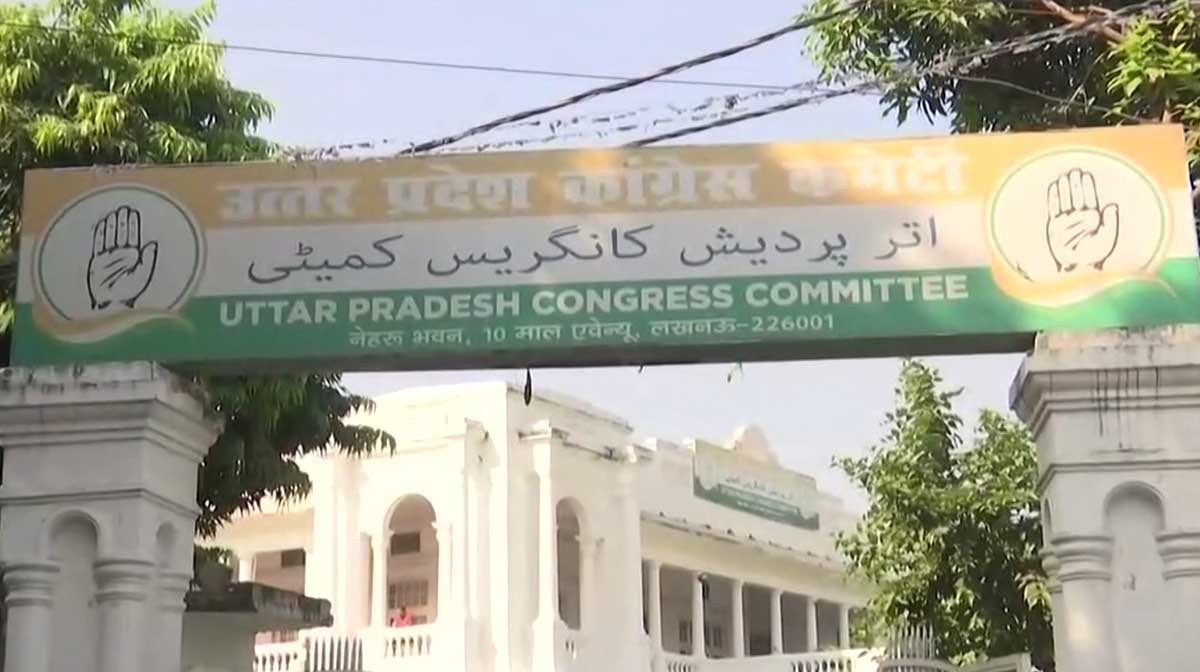 उत्तर प्रदेश कांग्रेस कमेटी
اتر پردیش کانگریس کمیٹی
UTTAR PRADESH CONGRESS COMMITTEE
नेहरू भवन, 10 माल एवेन्यू, लखनऊ-226001